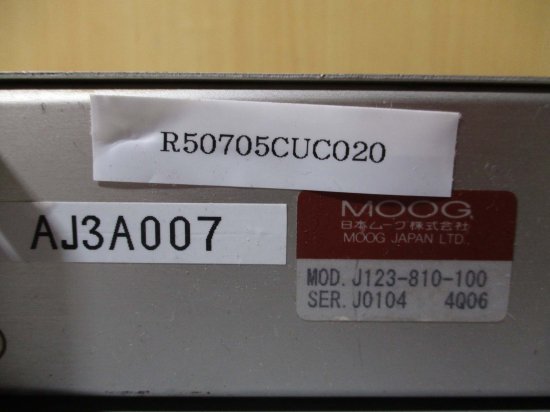 R50705CUC020
AJ3A007
MOOG
日本ムーグ株式会社
MOOG JAPAN LTD.
MOD. J123-810-100
SER. J0104 4Q06